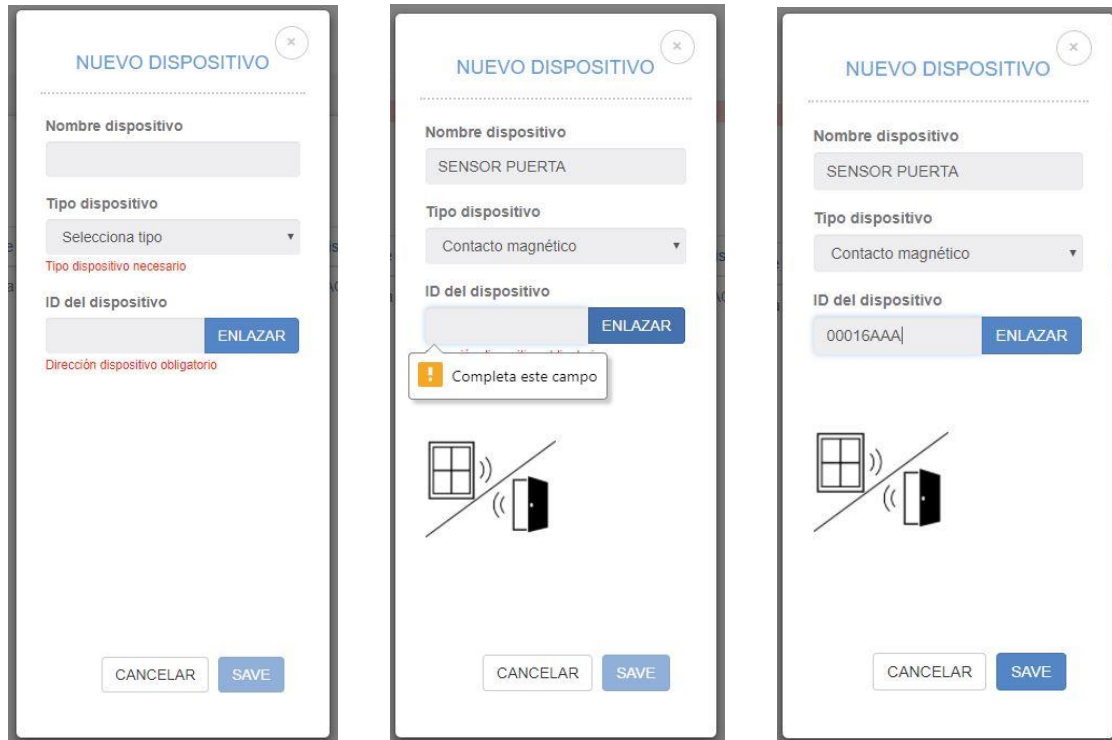 NUEVO DISPOSITIVO
×
Nombre dispositivo
Tipo dispositivo
Selecciona tipo
Tipo dispositivo necesario
ID del dispositivo
ENLAZAR
Dirección dispositivo obligatorio
CANCELAR
SAVE
NUEVO DISPOSITIVO
×
Nombre dispositivo
SENSOR PUERTA
Tipo dispositivo
Contacto magnético
ID del dispositivo
ENLAZAR
! Completa este campo
CANCELAR
SAVE
NUEVO DISPOSITIVO
×
Nombre dispositivo
SENSOR PUERTA
Tipo dispositivo
Contacto magnético
ID del dispositivo
00016AAA
ENLAZAR
CANCELAR
SAVE